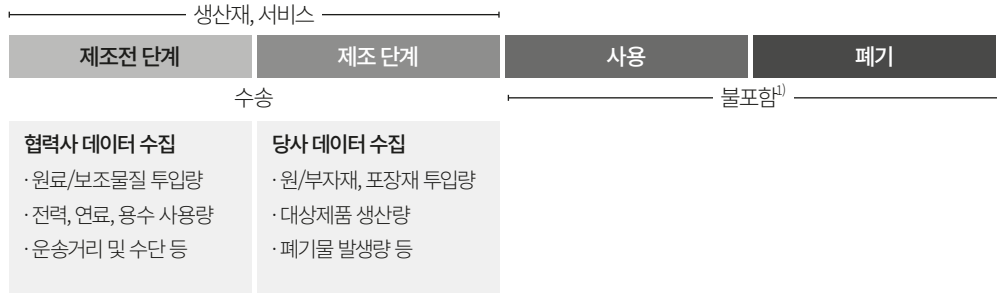 생산재, 서비스
제조전 단계
제조 단계
사용
폐기
수송
불포함1)
협력사 데이터 수집
· 원료/보조물질 투입량
· 전력, 연료, 용수 사용량
· 운송거리 및 수단 등
당사 데이터 수집
· 원/부자재, 포장재 투입량
· 대상제품 생산량
· 폐기물 발생량 등